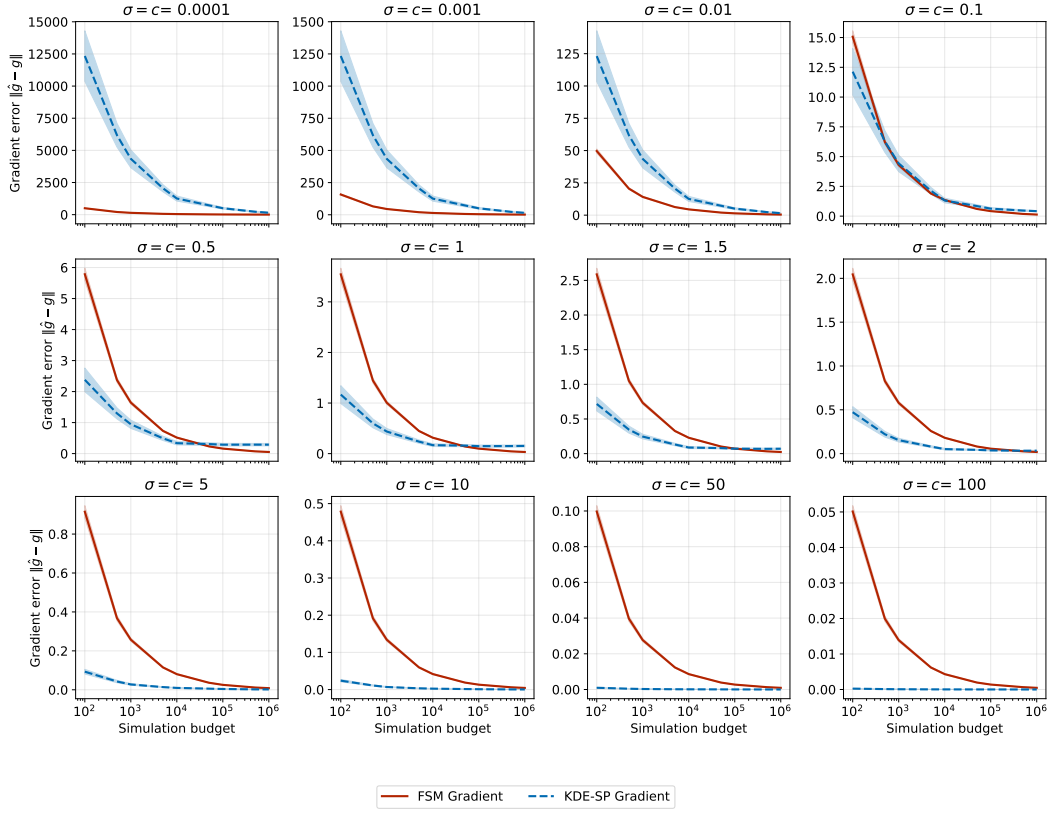 σ = c= 0.0001
σ = c= 0.001
σ = c= 0.01
σ = c= 0.1
Gradient error ‖ĝ − g‖
15000
12500
10000
7500
5000
2500
0
1500
1250
1000
750
500
250
0
125
100
75
50
25
0
15.0
12.5
10.0
7.5
5.0
2.5
0.0
σ = c= 0.5
σ = c= 1
σ = c= 1.5
σ = c= 2
Gradient error ‖ĝ − g‖
6
5
4
3
2
1
0
3
2
1
0
2.5
2.0
1.5
1.0
0.5
0.0
2.0
1.5
1.0
0.5
0.0
σ = c= 5
σ = c= 10
σ = c= 50
σ = c= 100
Gradient error ‖ĝ − g‖
0.8
0.6
0.4
0.2
0.0
0.5
0.4
0.3
0.2
0.1
0.0
0.10
0.08
0.06
0.04
0.02
0.00
0.05
0.04
0.03
0.02
0.01
0.00
10² 10³ 10⁴ 10⁵ 10⁶
10² 10³ 10⁴ 10⁵ 10⁶
10² 10³ 10⁴ 10⁵ 10⁶
10² 10³ 10⁴ 10⁵ 10⁶
Simulation budget
Simulation budget
Simulation budget
Simulation budget
FSM Gradient
KDE-SP Gradient